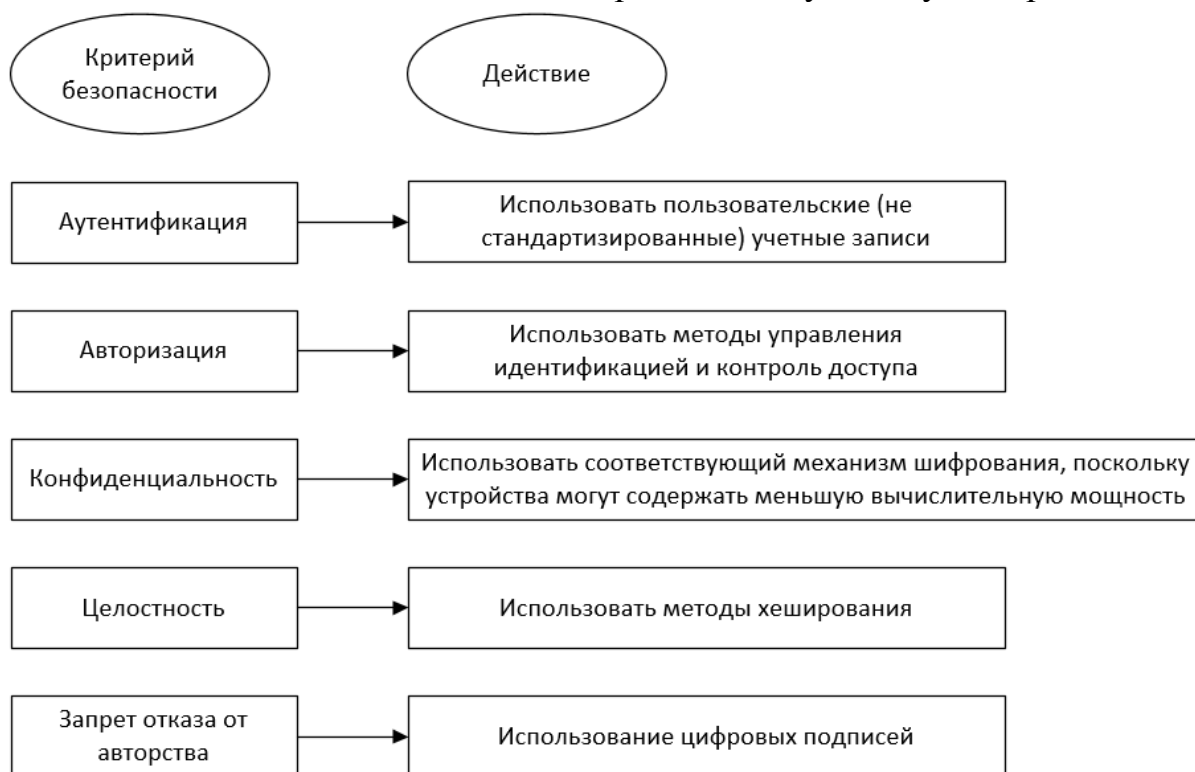 Критерий
безопасности
Действие
Аутентификация
Использовать пользовательские (не
стандартизированные) учетные записи
Авторизация
Использовать методы управления
идентификацией и контроль доступа
Конфиденциальность
Использовать соответствующий механизм шифрования, поскольку
устройства могут содержать меньшую вычислительную мощность
Целостность
Использовать методы хеширования
Запрет отказа от
авторства
Использование цифровых подписей